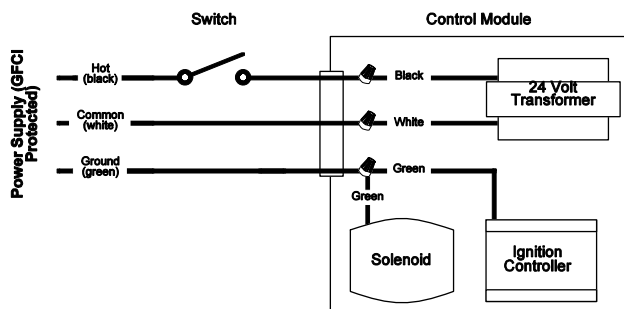 Switch
Control Module
Power Supply (GFCI
Protected)
Hot
(black)
Black
24 Volt
Transformer
Common
(white)
White
Ground
(green)
Green
Green
Solenoid
Ignition
Controller